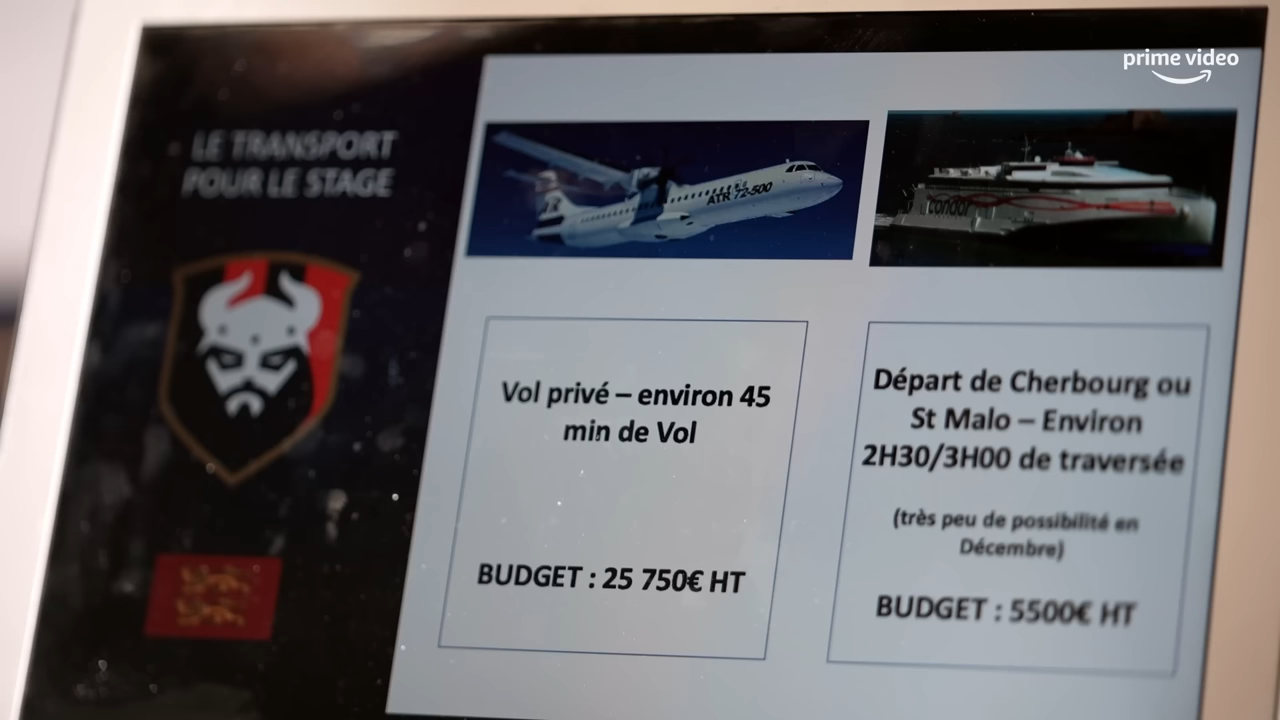 prime video
LE TRANSPORT
POUR LE STAGE
ATR 72-500
condor
Vol privé – environ 45
min de Vol
BUDGET : 25 750€ HT
Départ de Cherbourg ou
St Malo – Environ
2H30/3H00 de traversée
(très peu de possibilité en
Décembre)
BUDGET : 5500€ HT